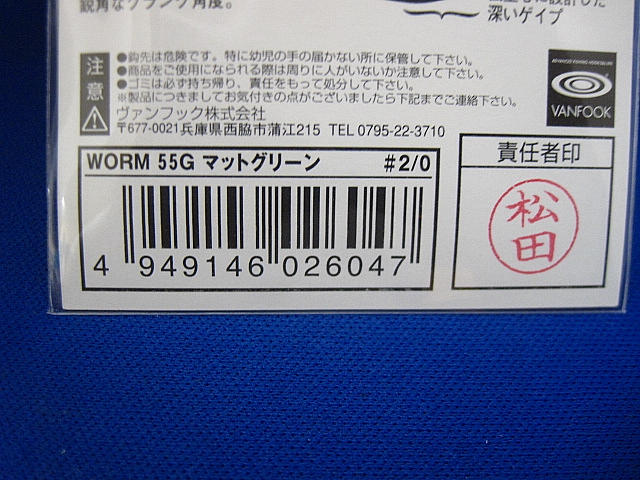 鋭角なクランク角度。
深いゲイプ
注意
●鈎先は危険です。特に幼児の手の届かない所に保管して下さい。
●商品をご使用になられる際は周りに人がいないか注意して下さい。
●ゴミは必ず持ち帰り、責任をもって処分して下さい。
※製品につきましてお気付きの点がございましたら下記までご連絡下さい。
ヴァンフック株式会社
〒677-0021兵庫県西脇市蒲江215 TEL 0795-22-3710
VANFOOK
WORM 55G マットグリーン #2/0
4 949146 026047
責任者印
松田